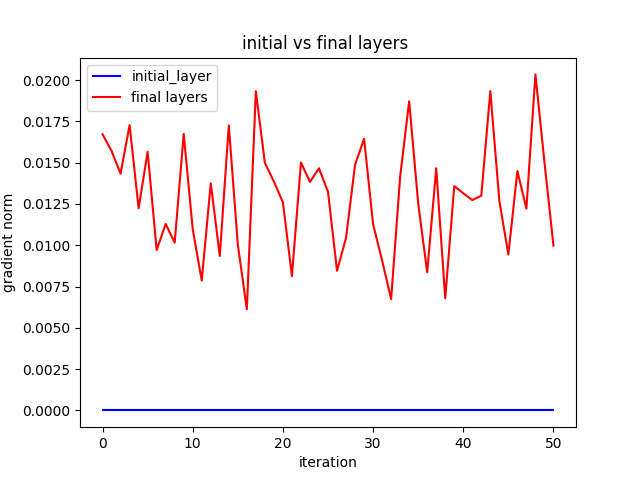 initial vs final layers
initial_layer
final layers
gradient norm
0.0200
0.0175
0.0150
0.0125
0.0100
0.0075
0.0050
0.0025
0.0000
0 10 20 30 40 50
iteration